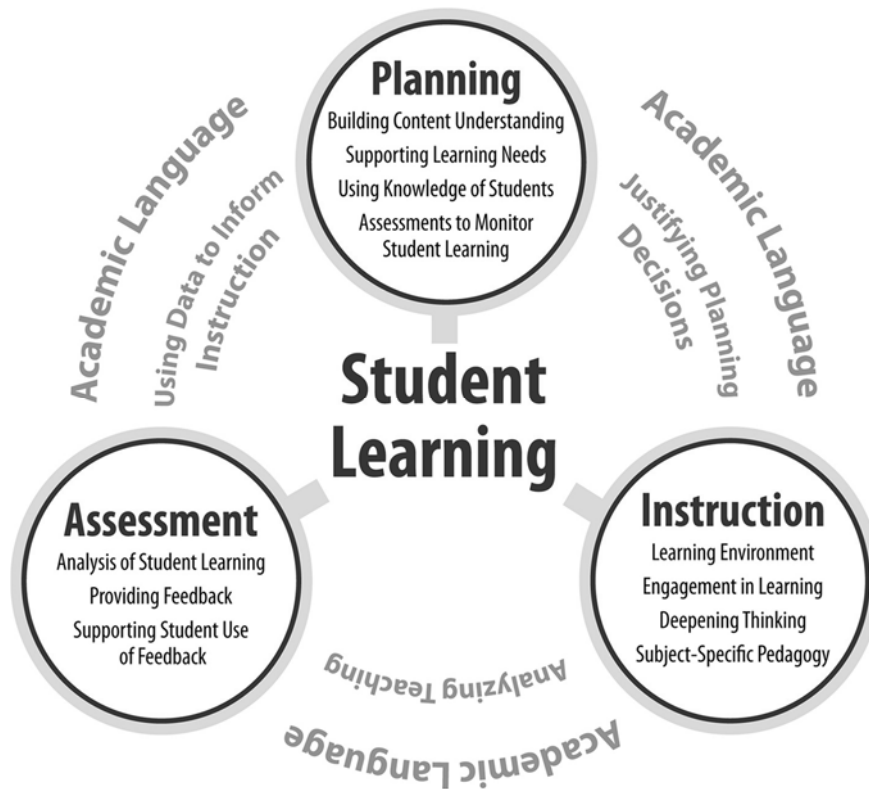 Planning
Building Content Understanding
Supporting Learning Needs
Using Knowledge of Students
Assessments to Monitor
Student Learning
Academic Language
Using Data to Inform
Instruction
Academic Language
Justifying Planning
Decisions
Student
Learning
Assessment
Analysis of Student Learning
Providing Feedback
Supporting Student Use
of Feedback
Instruction
Learning Environment
Engagement in Learning
Deepening Thinking
Subject-Specific Pedagogy
Analyzing Teaching
Academic Language